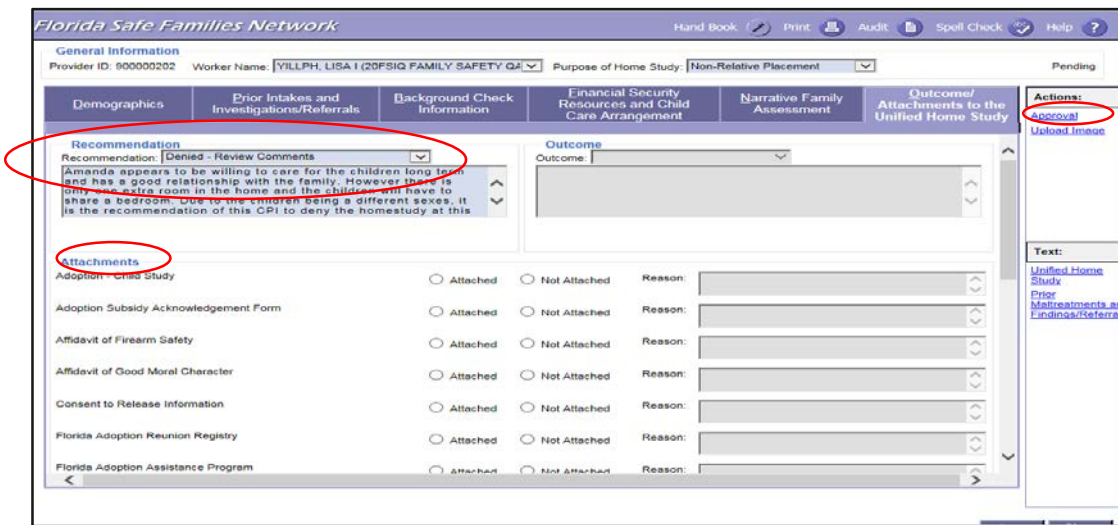 Florida Safe Families Network
Hand Book Print Audit Spell Check Help
General Information
Provider ID: 900000202 Worker Name: YILLPH, LISA I (20FSIQ FAMILY SAFETY QA Purpose of Home Study: Non-Relative Placement Pending
Demographics
Prior Intakes and
Investigations/Referrals
Background Check
Information
Financial Security
Resources and Child
Care Arrangement
Narrative Family
Assessment
Outcome/
Attachments to the
Unified Home Study
Actions:
Approval
Upload Image
Recommendation
Recommendation: Denied - Review Comments
Amanda appears to be willing to care for the children long term
and has a good relationship with the family. However there is
only one extra room in the home and the children will have to
share a bedroom. Due to the children being a different sexes, it
is the recommendation of this CPI to deny the homestudy at this
Outcome
Outcome:
Text:
Unified Home
Study
Prior
Maltreatments an
Findings/Referra
Attachments
Adoption - Child Study Attached Not Attached Reason:
Adoption Subsidy Acknowledgement Form Attached Not Attached Reason:
Affidavit of Firearm Safety Attached Not Attached Reason:
Affidavit of Good Moral Character Attached Not Attached Reason:
Consent to Release Information Attached Not Attached Reason:
Florida Adoption Reunion Registry Attached Not Attached Reason:
Florida Adoption Assistance Program Attached Not Attached Reason: